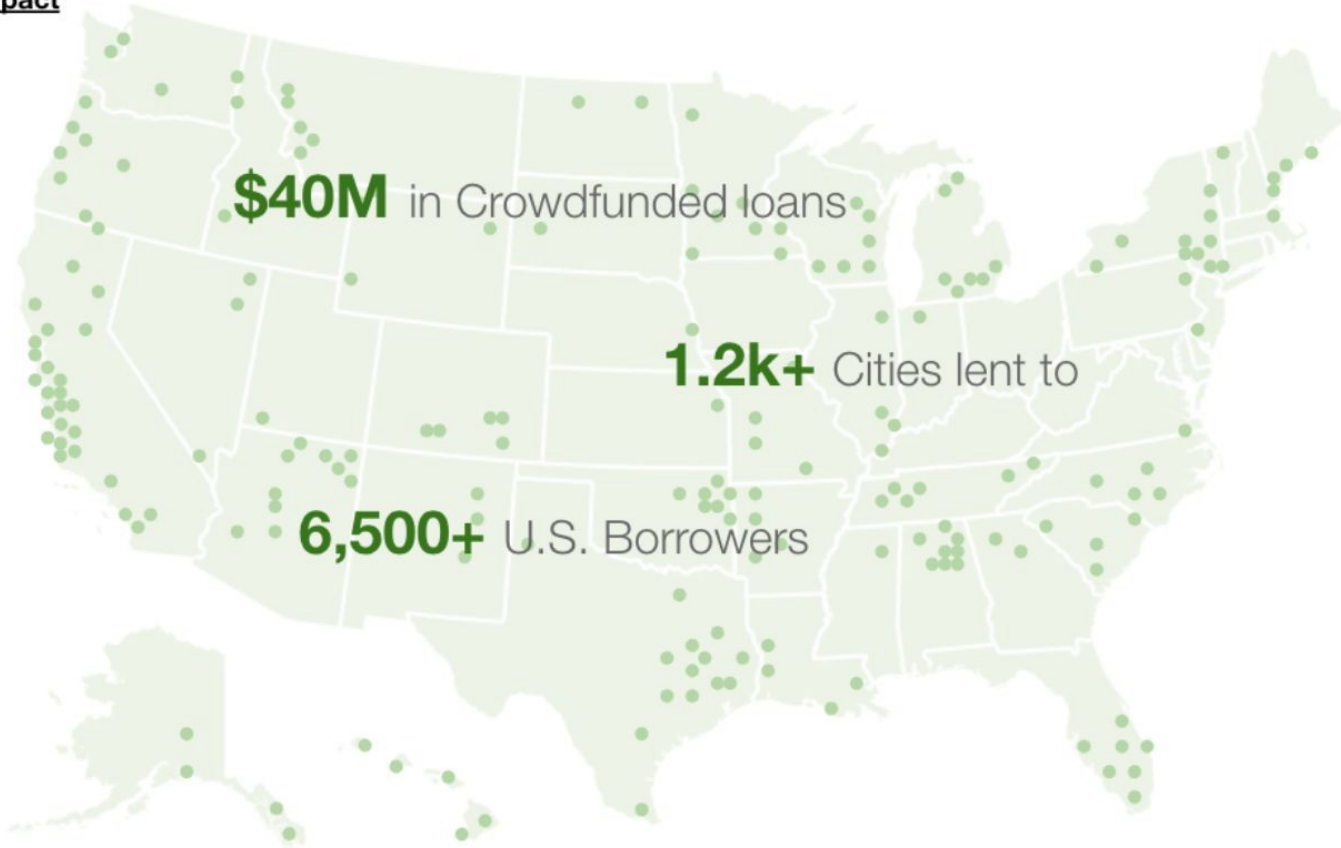 pact
$40M in Crowdfunded loans
1.2k+ Cities lent to
6,500+ U.S. Borrowers